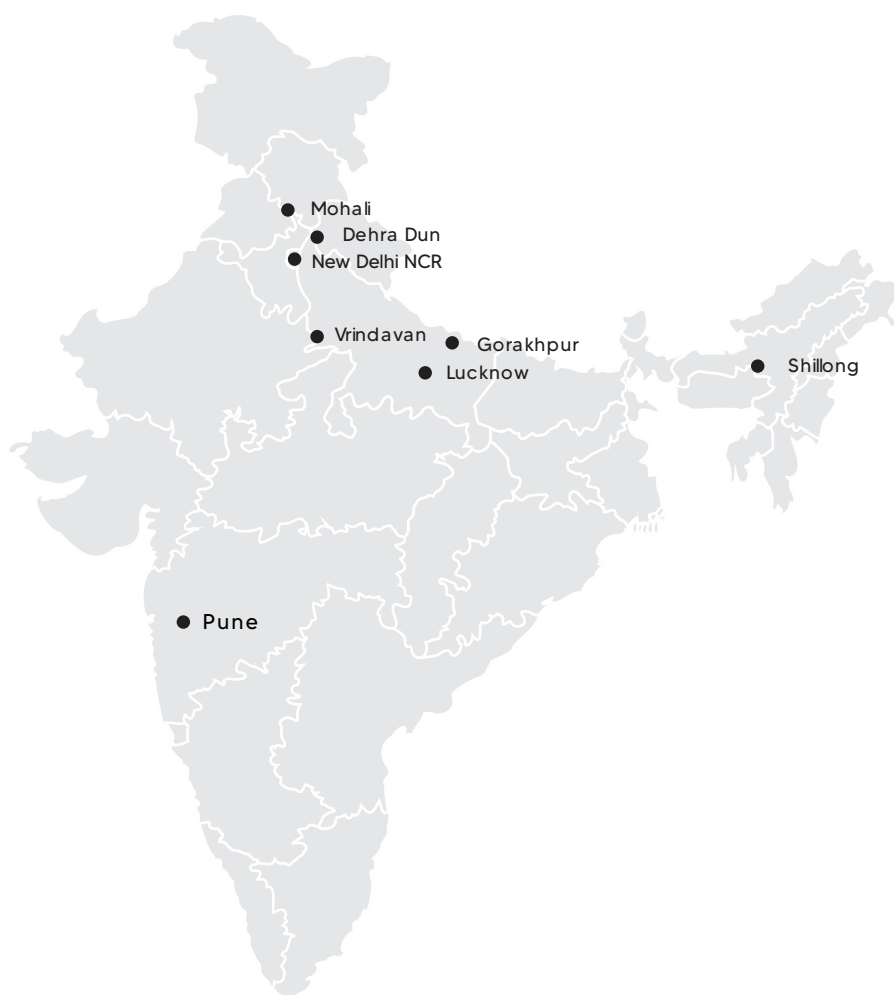 Mohali
Dehra Dun
New Delhi NCR
Vrindavan
Gorakhpur
Shillong
Lucknow
Pune